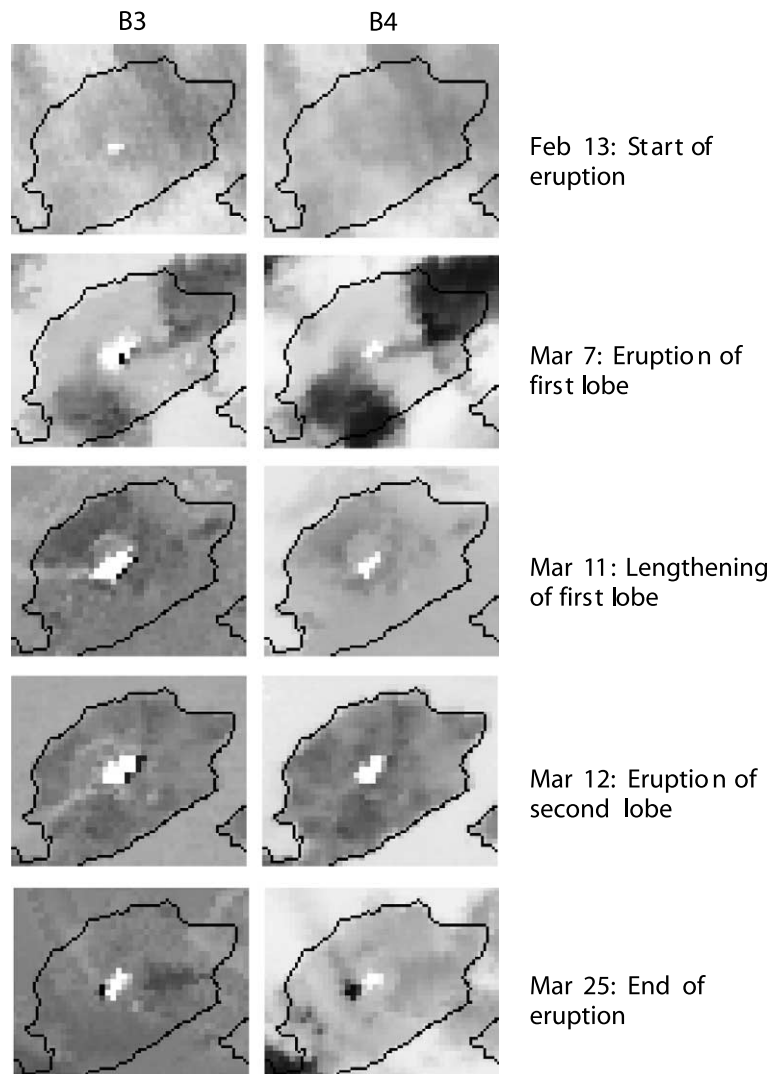 B3 B4
Feb 13: Start of
eruption
Mar 7: Eruption of
first lobe
Mar 11: Lengthening
of first lobe
Mar 12: Eruption of
second lobe
Mar 25: End of
eruption